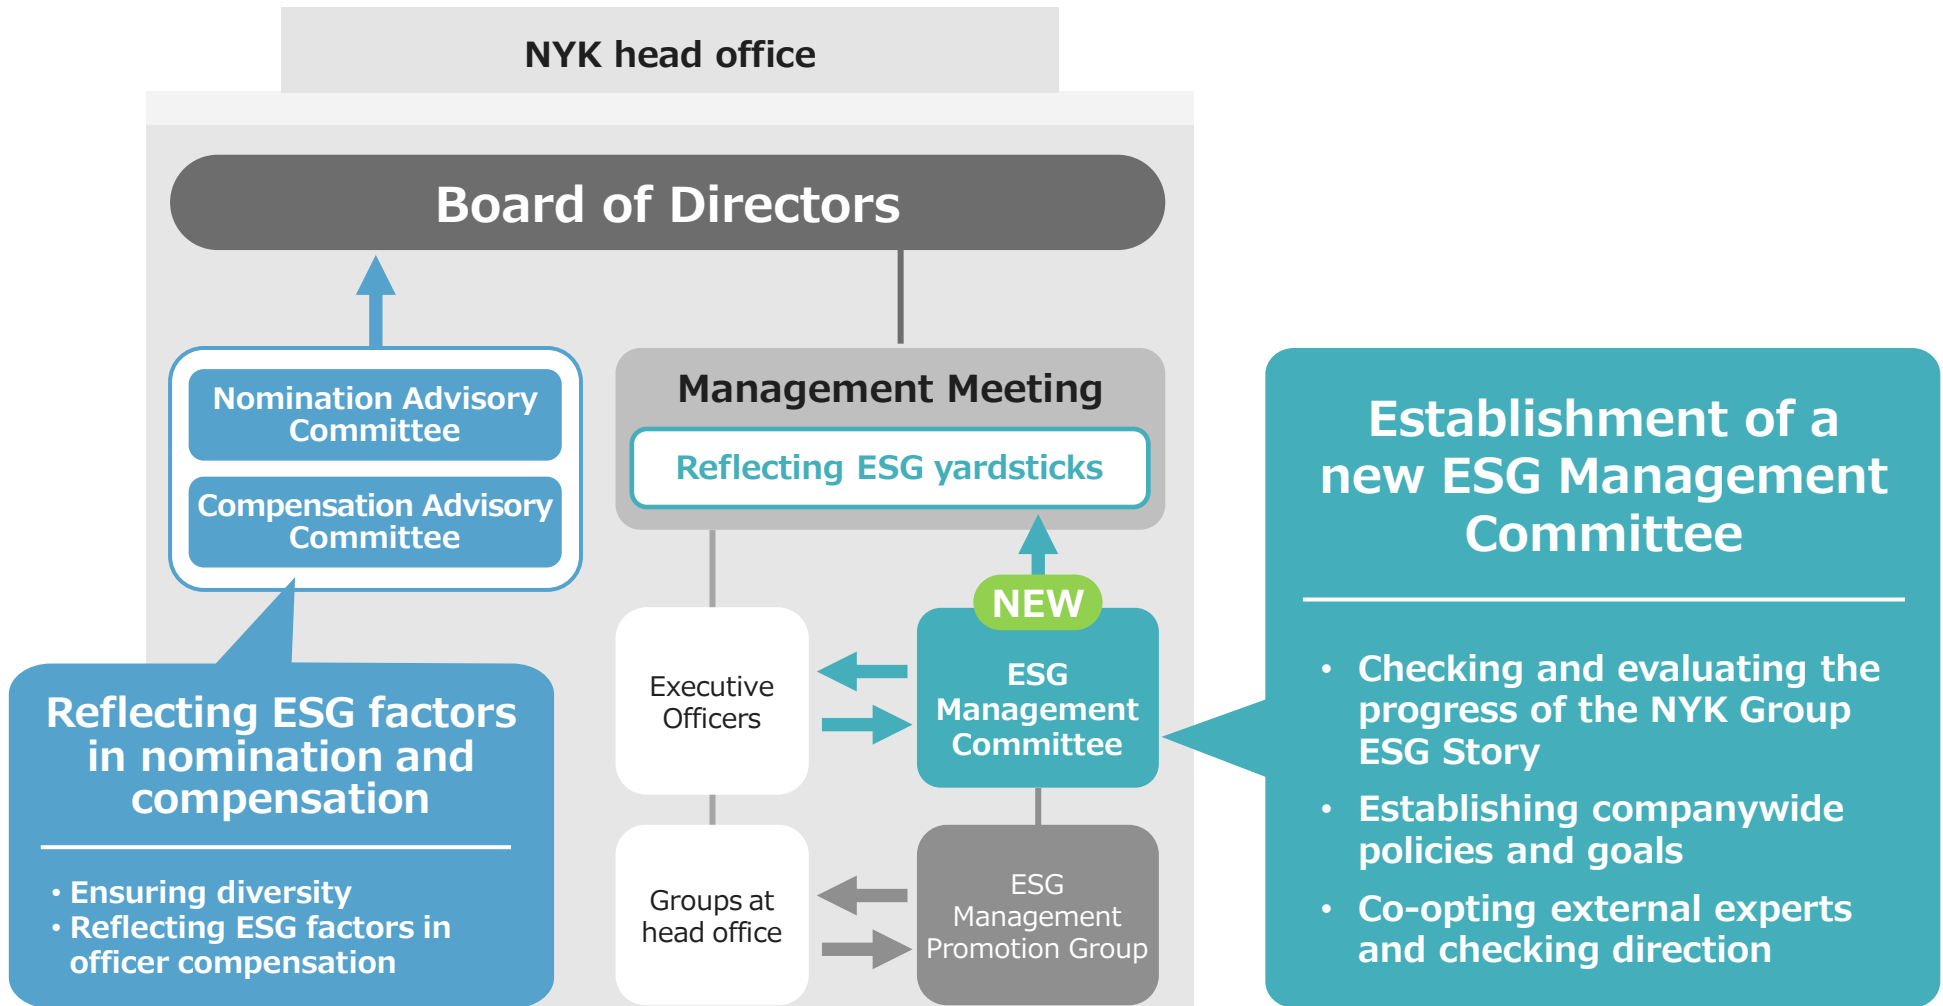 NYK head office
Board of Directors
Nomination Advisory
Committee
Compensation Advisory
Committee
Management Meeting
Reflecting ESG yardsticks
NEW
Executive
Officers
ESG
Management
Committee
Groups at
head office
ESG
Management
Promotion Group
Reflecting ESG factors
in nomination and
compensation
・Ensuring diversity
・Reflecting ESG factors in
officer compensation
Establishment of a
new ESG Management
Committee
• Checking and evaluating the
progress of the NYK Group
ESG Story
• Establishing companywide
policies and goals
• Co-opting external experts
and checking direction